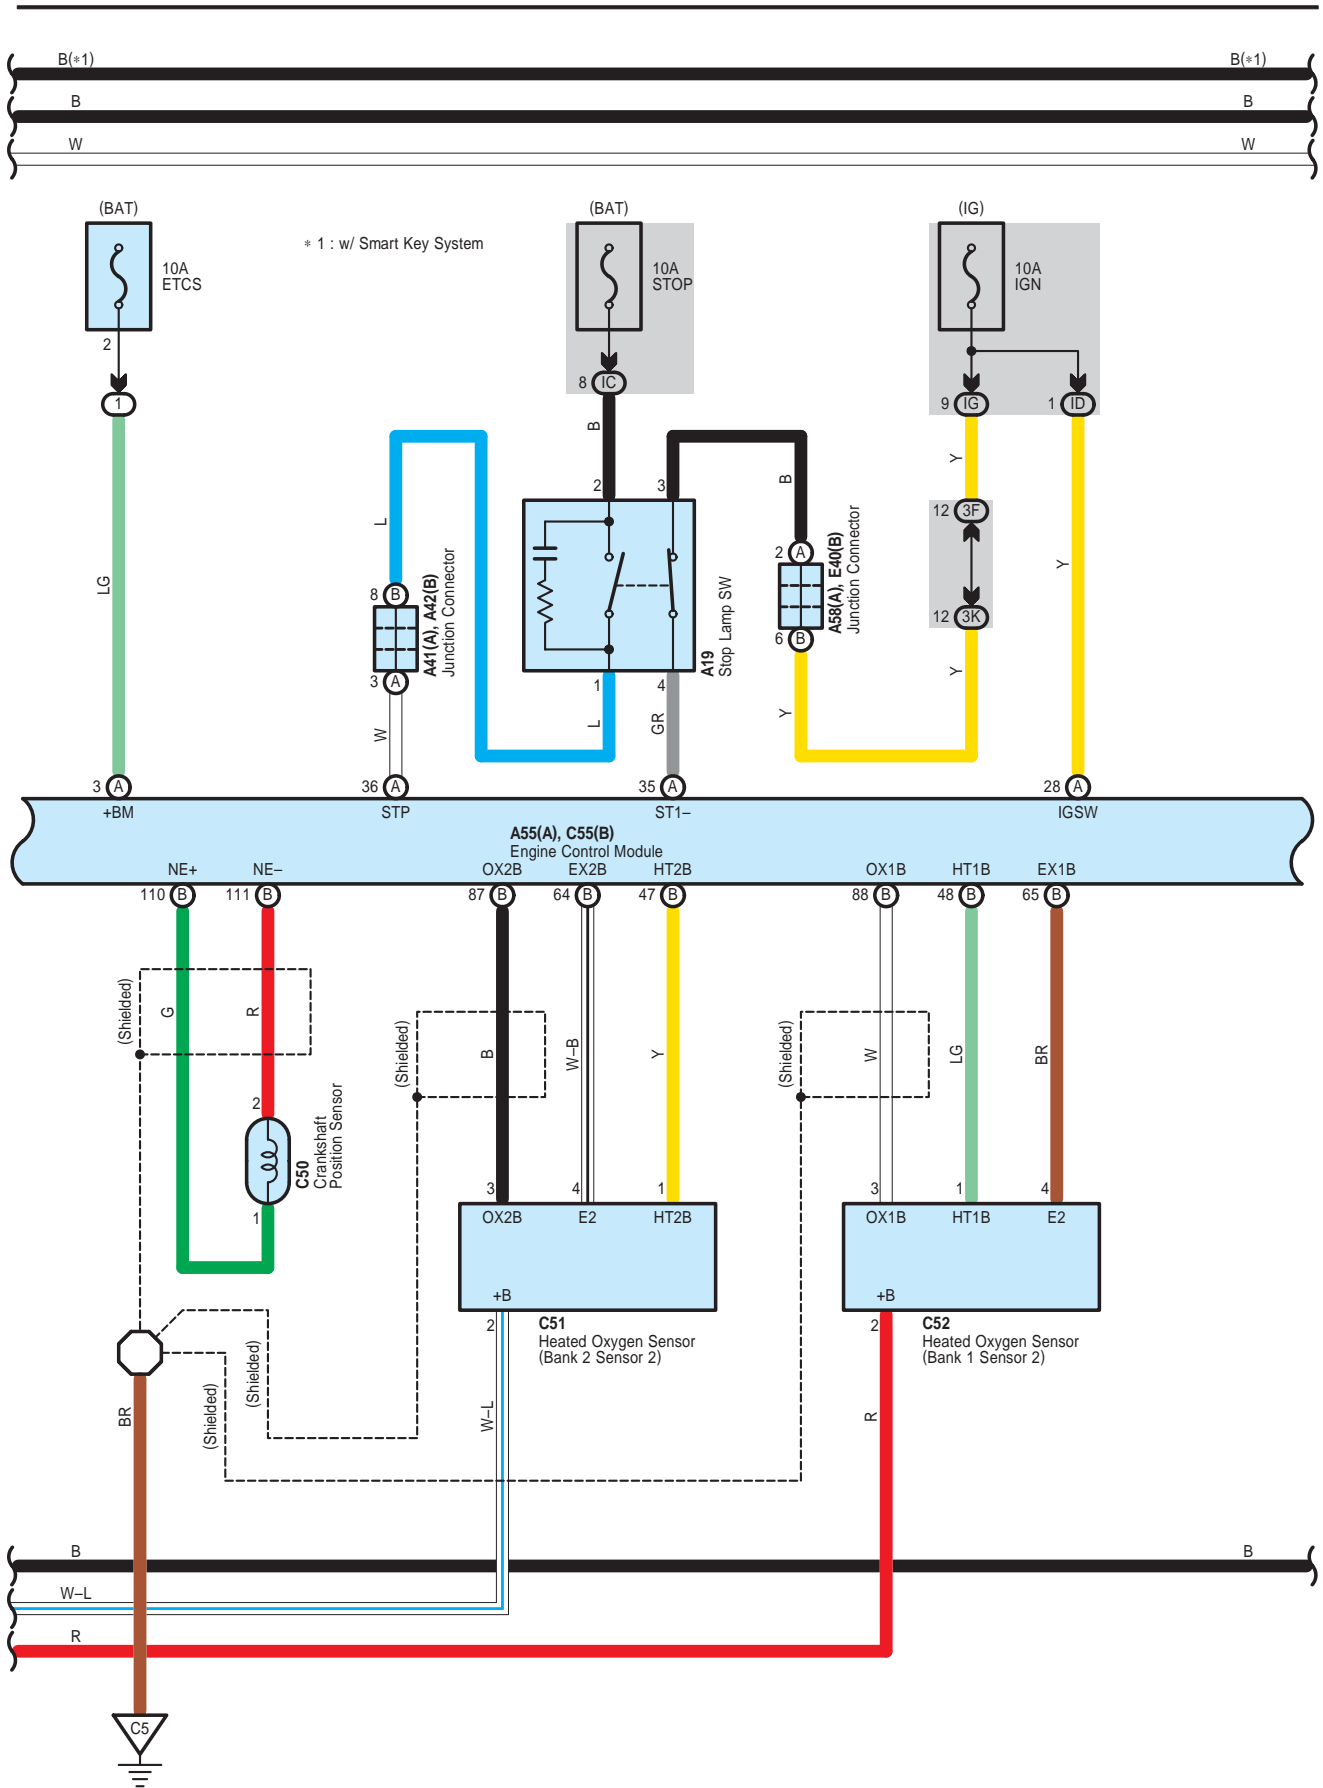 B(*1) B(*1)
B B
W W
(BAT) (BAT) (IG)
* 1 : w/ Smart Key System
10A
ETCS
10A
STOP
10A
IGN
2
1
8 IC
9 IG
1 ID
B
Y
2 3
B
12 3F
L
2 A
A58(A), E40(B)
Junction Connector
Y
LG
8 B
A41(A), A42(B)
Junction Connector
A19
Stop Lamp SW
12 3K
6 B
3 A
1 4
Y
W
L
GR
Y
3 A
36 A
35 A
28 A
+BM STP ST1– IGSW
A55(A), C55(B)
Engine Control Module
NE+ NE– OX2B EX2B HT2B OX1B HT1B EX1B
110 B
111 B
87 B
64 B
47 B
88 B
48 B
65 B
(Shielded)
G
R
(Shielded)
B
W–B
Y
(Shielded)
W
LG
BR
2
C50
Crankshaft
Position Sensor
1
3 4 1 3 1 4
OX2B E2 HT2B OX1B HT1B E2
+B +B
2
C51
Heated Oxygen Sensor
(Bank 2 Sensor 2)
2
C52
Heated Oxygen Sensor
(Bank 1 Sensor 2)
BR
(Shielded)
(Shielded)
W–L
R
B B
W–L
R
C5